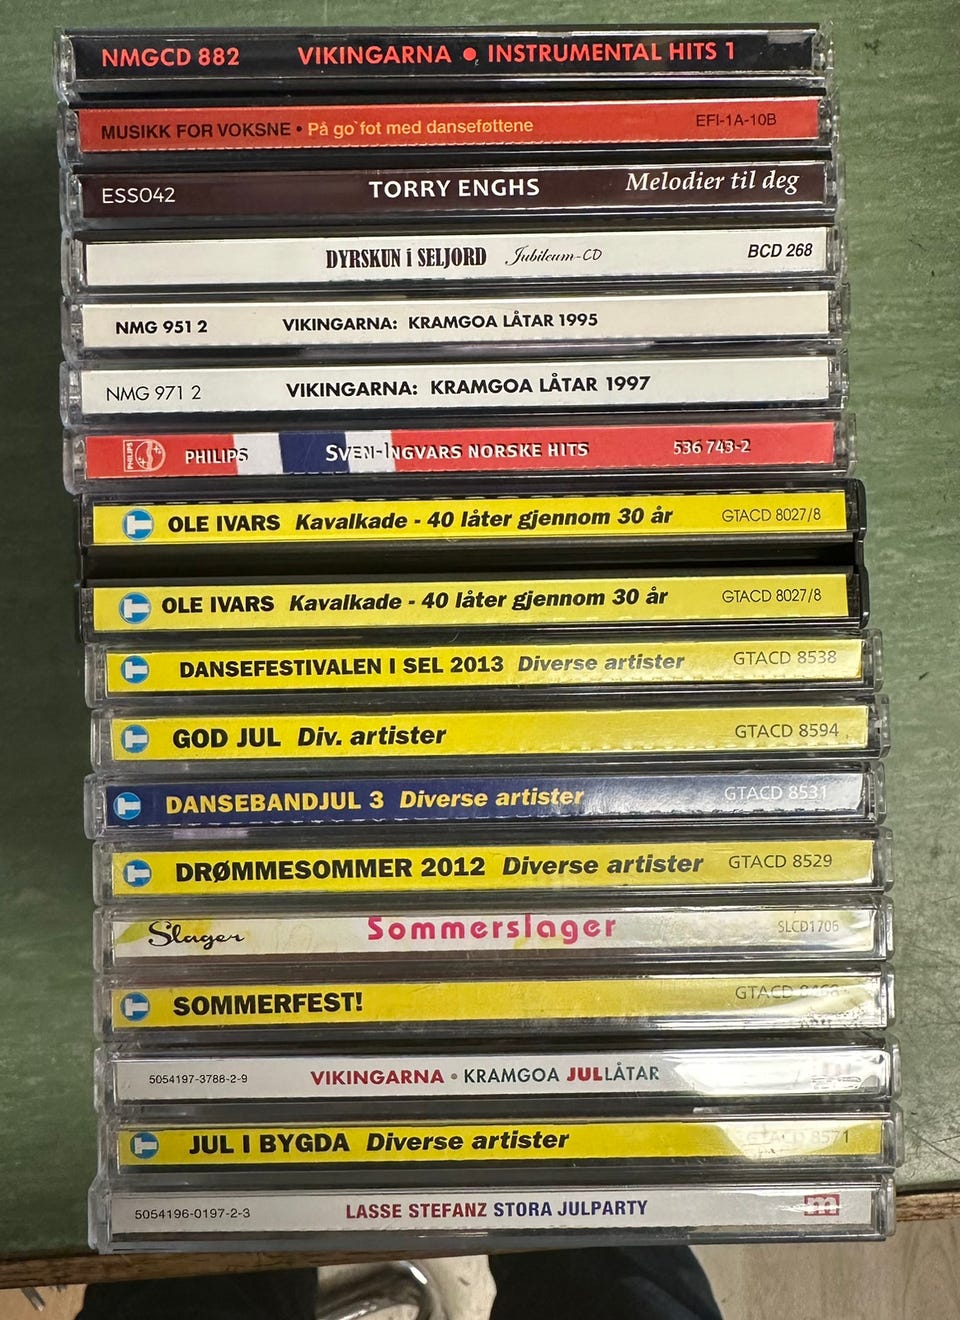 NMGCD 882 VIKINGARNA • INSTRUMENTAL HITS 1
MUSIKK FOR VOKSNE • På go`fot med danseføttene EFI-1A-10B
ESS042 TORRY ENGHS Melodier til deg
DYRSKUN i SELJORD Jubileum-CD BCD 268
NMG 951 2 VIKINGARNA: KRAMGOA LÅTAR 1995
NMG 971 2 VIKINGARNA: KRAMGOA LÅTAR 1997
PHILIPS PHILIPS SVEN-INGVARS NORSKE HITS 536 743-2
T OLE IVARS Kavalkade - 40 låter gjennom 30 år GTACD 8027/8
T OLE IVARS Kavalkade - 40 låter gjennom 30 år GTACD 8027/8
T DANSEFESTIVALEN I SEL 2013 Diverse artister GTACD 8538
T GOD JUL Div. artister GTACD 8594
T DANSEBANDJUL 3 Diverse artister GTACD 8531
T DRØMMESOMMER 2012 Diverse artister GTACD 8529
Slager Sommerslager SLCD1706
T SOMMERFEST! GTACD
5054197-3788-2-9 VIKINGARNA • KRAMGOA JULLÅTAR
T JUL I BYGDA Diverse artister GTACD 8571
5054196-0197-2-3 LASSE STEFANZ STORA JULPARTY m